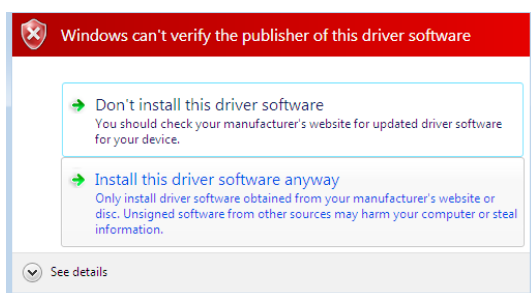 Windows can't verify the publisher of this driver software
Don't install this driver software
You should check your manufacturer's website for updated driver software
for your device.
Install this driver software anyway
Only install driver software obtained from your manufacturer's website or
disc. Unsigned software from other sources may harm your computer or steal
information.
See details